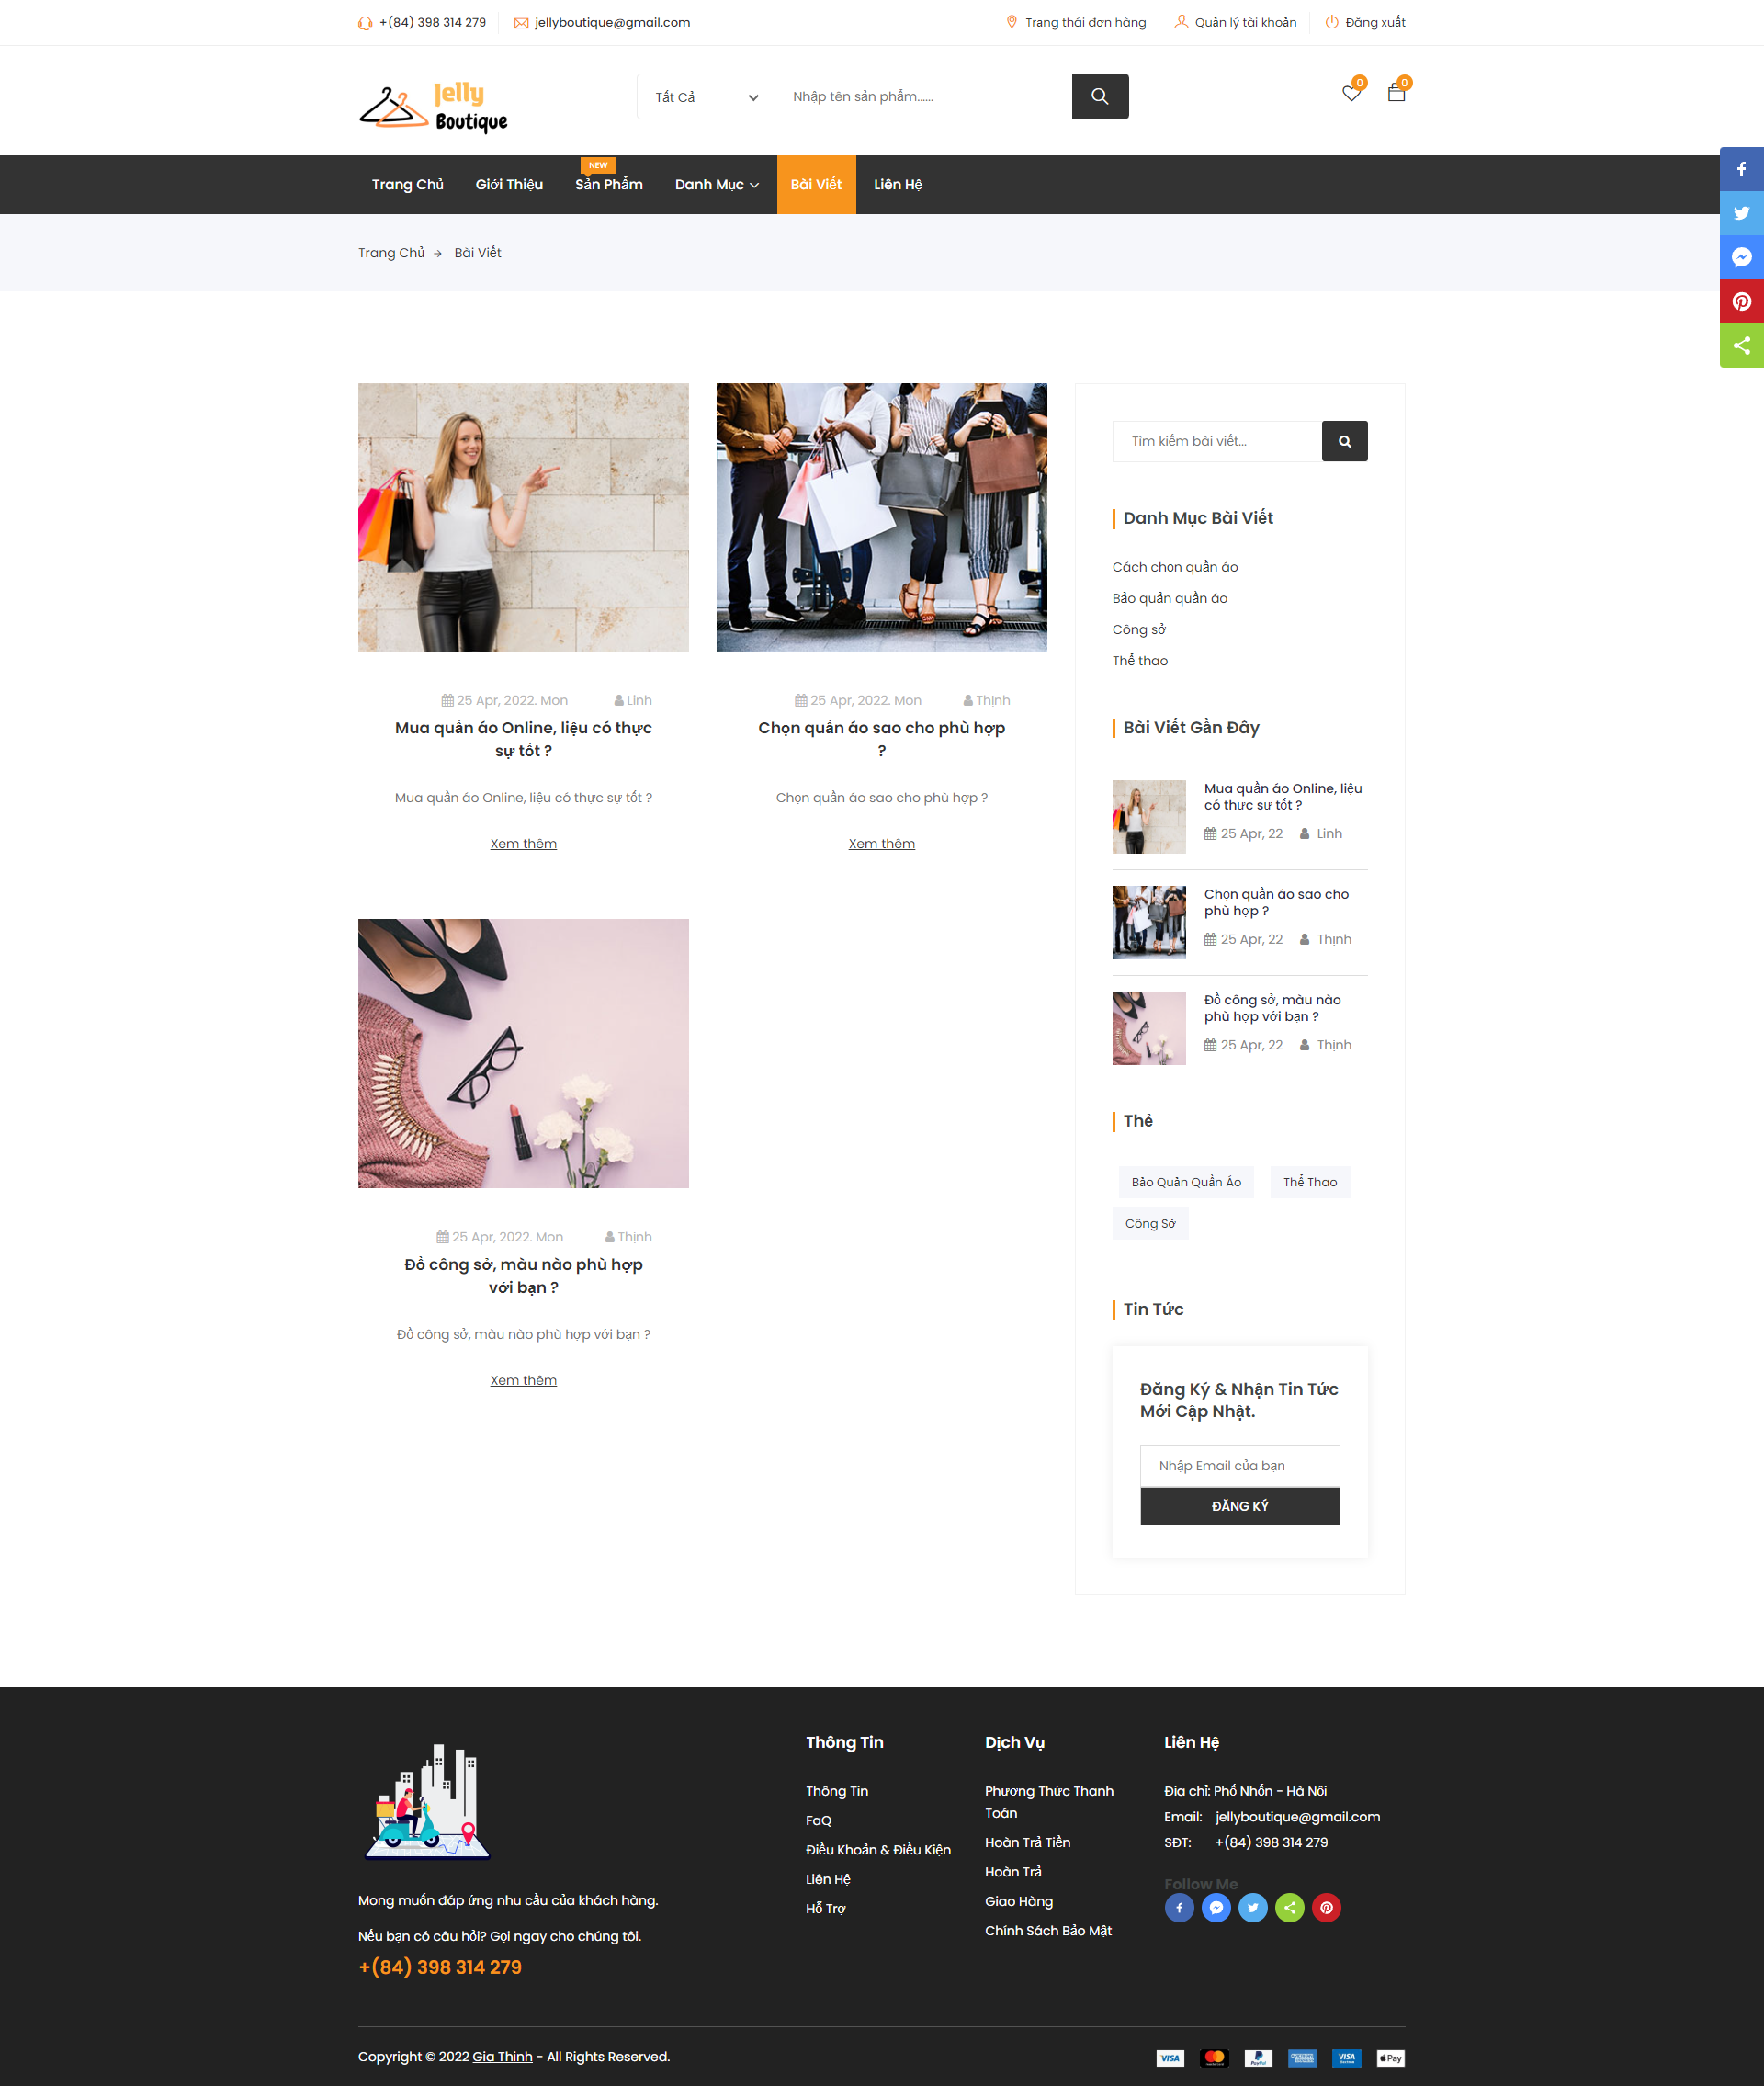 +(84) 398 314 279
jellyboutique@gmail.com
Trạng thái đơn hàng
Quản lý tài khoản
Đăng xuất
Jelly
Boutique
Tất Cả
Nhập tên sản phẩm......
0
0
NEW
Trang Chủ
Giới Thiệu
Sản Phẩm
Danh Mục
Bài Viết
Liên Hệ
Trang Chủ
Bài Viết
25 Apr, 2022. Mon
Linh
Mua quần áo Online, liệu có thực
sự tốt ?
Mua quần áo Online, liệu có thực sự tốt ?
Xem thêm
25 Apr, 2022. Mon
Thịnh
Chọn quần áo sao cho phù hợp
?
Chọn quần áo sao cho phù hợp ?
Xem thêm
25 Apr, 2022. Mon
Thịnh
Đồ công sở, màu nào phù hợp
với bạn ?
Đồ công sở, màu nào phù hợp với bạn ?
Xem thêm
Tìm kiếm bài viết...
Danh Mục Bài Viết
Cách chọn quần áo
Bảo quản quần áo
Công sở
Thể thao
Bài Viết Gần Đây
Mua quần áo Online, liệu
có thực sự tốt ?
25 Apr, 22
Linh
Chọn quần áo sao cho
phù hợp ?
25 Apr, 22
Thịnh
Đồ công sở, màu nào
phù hợp với bạn ?
25 Apr, 22
Thịnh
Thẻ
Bảo Quản Quần Áo
Thể Thao
Công Sở
Tin Tức
Đăng Ký & Nhận Tin Tức
Mới Cập Nhật.
Nhập Email của bạn
ĐĂNG KÝ
Mong muốn đáp ứng nhu cầu của khách hàng.
Nếu bạn có câu hỏi? Gọi ngay cho chúng tôi.
+(84) 398 314 279
Thông Tin
Thông Tin
FaQ
Điều Khoản & Điều Kiện
Liên Hệ
Hỗ Trợ
Dịch Vụ
Phương Thức Thanh
Toán
Hoàn Trả Tiền
Hoàn Trả
Giao Hàng
Chính Sách Bảo Mật
Liên Hệ
Địa chỉ: Phố Nhổn - Hà Nội
Email: jellyboutique@gmail.com
SĐT: +(84) 398 314 279
Follow Me
Copyright © 2022 Gia Thinh - All Rights Reserved.
VISA
PayPal
VISA
Pay